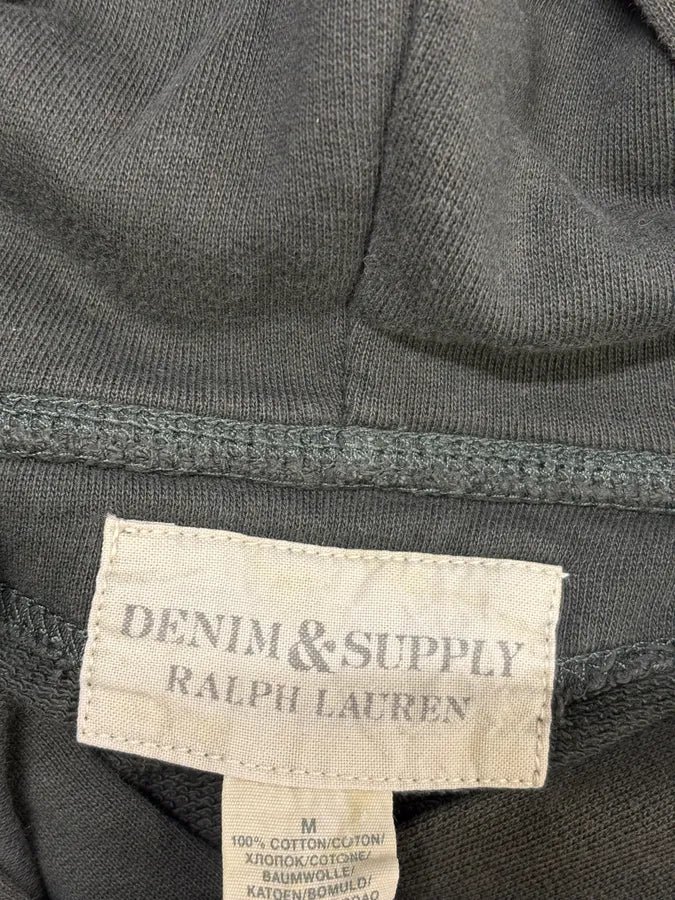 DENIM & SUPPLY
RALPH LAUREN
M
100% COTTON/COTON/
ХЛОПОК/COTONE/
BAUMWOLLE/
KATOEN/BOMULD/